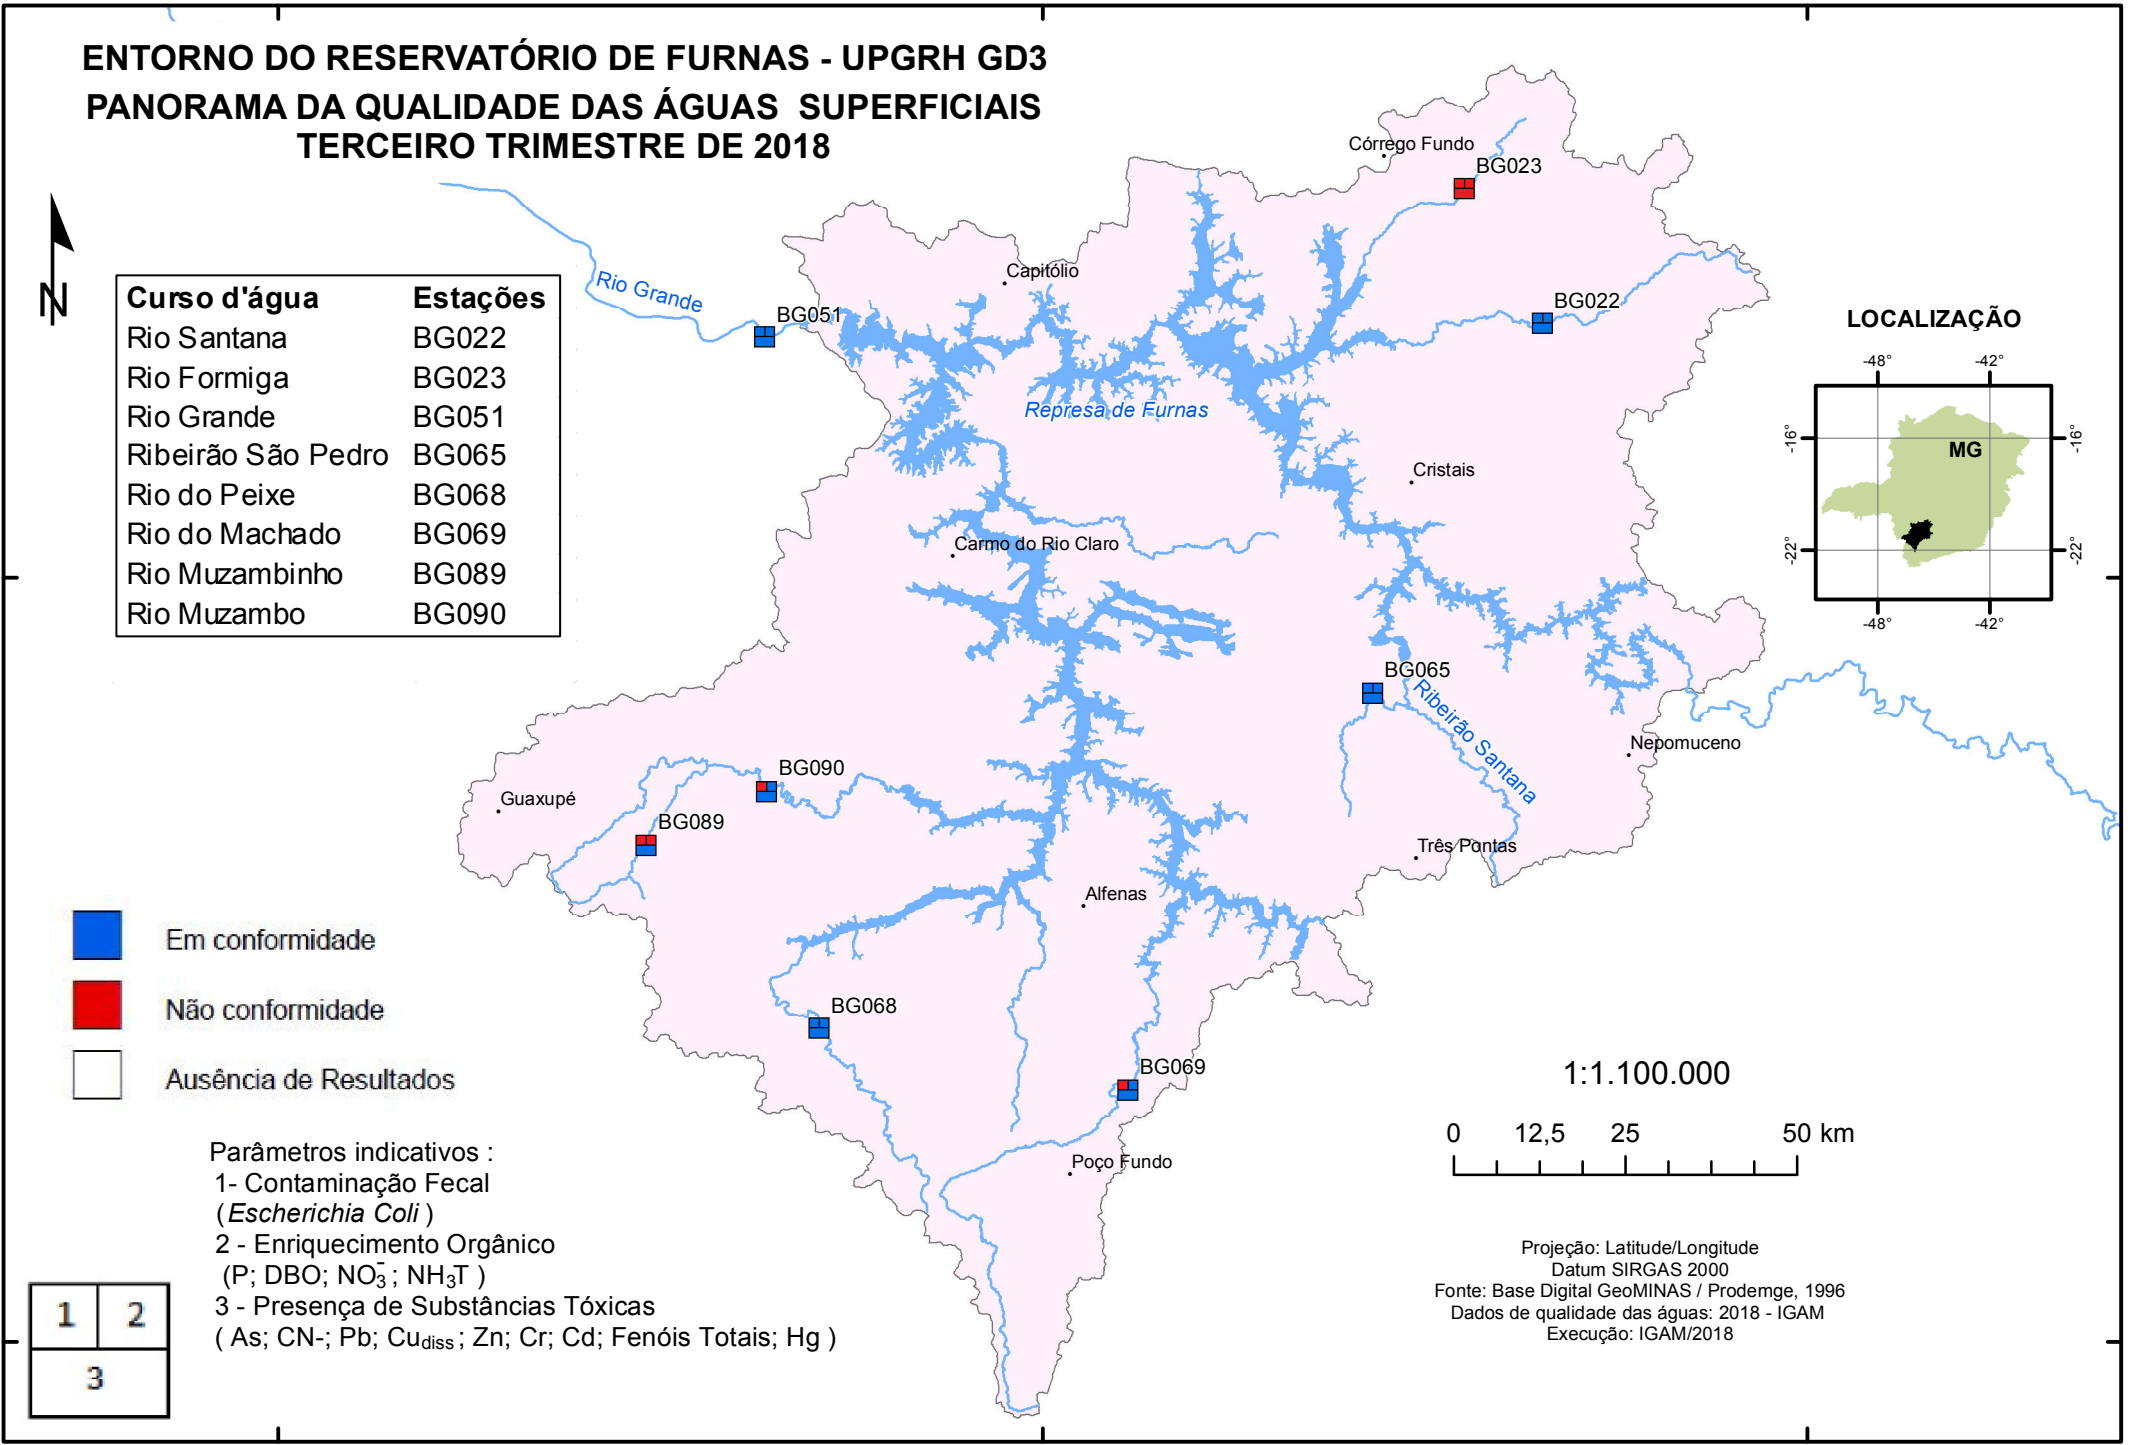 ENTORNO DO RESERVATÓRIO DE FURNAS - UPGRH GD3
PANORAMA DA QUALIDADE DAS ÁGUAS SUPERFICIAIS
TERCEIRO TRIMESTRE DE 2018
N
Curso d'água Estações
Rio Santana BG022
Rio Formiga BG023
Rio Grande BG051
Ribeirão São Pedro BG065
Rio do Peixe BG068
Rio do Machado BG069
Rio Muzambinho BG089
Rio Muzambo BG090
Córrego Fundo
BG023
Capitólio
Rio Grande
BG051
BG022
Represa de Furnas
Cristais
Carmo do Rio Claro
BG065
Ribeirão Santana
Nepomuceno
BG090
Guaxupé
BG089
Três Pontas
Alfenas
BG068
BG069
Poço Fundo
LOCALIZAÇÃO
-48° -42°
-16° -16°
MG
-22° -22°
-48° -42°
Em conformidade
Não conformidade
Ausência de Resultados
Parâmetros indicativos :
1- Contaminação Fecal
(Escherichia Coli )
2 - Enriquecimento Orgânico
(P; DBO; NO₃⁻; NH₃T )
3 - Presença de Substâncias Tóxicas
( As; CN-; Pb; Cudiss ; Zn; Cr; Cd; Fenóis Totais; Hg )
1 2
3
1:1.100.000
0 12,5 25 50 km
Projeção: Latitude/Longitude
Datum SIRGAS 2000
Fonte: Base Digital GeoMINAS / Prodemge, 1996
Dados de qualidade das águas: 2018 - IGAM
Execução: IGAM/2018